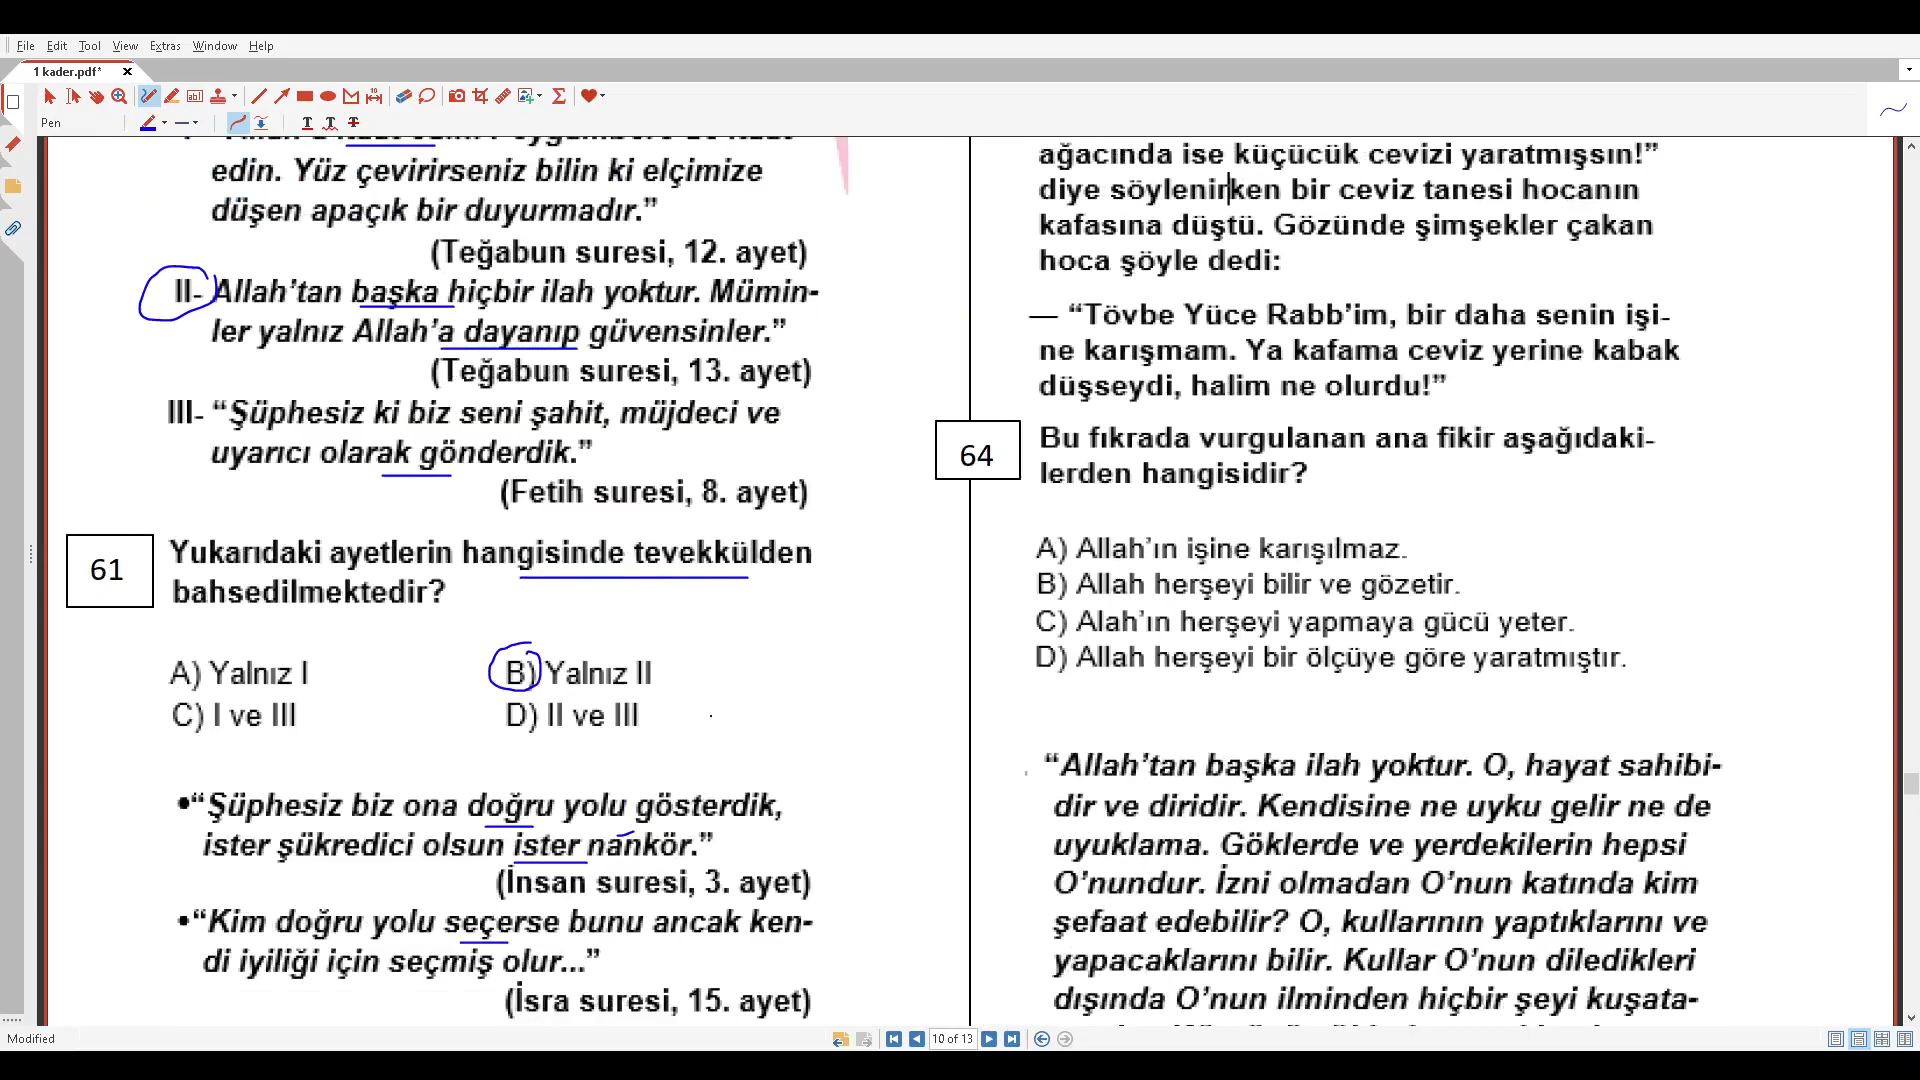 File Edit Tool View Extras Window Help
1 kader.pdf*
Pen
edin. Yüz çevirirseniz bilin ki elçimize
düşen apaçık bir duyurmadır.”
(Teğabun suresi, 12. ayet)
II- Allah’tan başka hiçbir ilah yoktur. Mümin-
ler yalnız Allah’a dayanıp güvensinler.”
(Teğabun suresi, 13. ayet)
III- “Şüphesiz ki biz seni şahit, müjdeci ve
uyarıcı olarak gönderdik.”
(Fetih suresi, 8. ayet)
61
Yukarıdaki ayetlerin hangisinde tevekkülden
bahsedilmektedir?
A) Yalnız I B) Yalnız II
C) I ve III D) II ve III
•“Şüphesiz biz ona doğru yolu gösterdik,
ister şükredici olsun ister nankör.”
(İnsan suresi, 3. ayet)
•“Kim doğru yolu seçerse bunu ancak ken-
di iyiliği için seçmiş olur...”
(İsra suresi, 15. ayet)
ağacında ise küçücük cevizi yaratmışsın!”
diye söylenirken bir ceviz tanesi hocanın
kafasına düştü. Gözünde şimşekler çakan
hoca şöyle dedi:
— “Tövbe Yüce Rabb’im, bir daha senin işi-
ne karışmam. Ya kafama ceviz yerine kabak
düşseydi, halim ne olurdu!”
64
Bu fıkrada vurgulanan ana fikir aşağıdaki-
lerden hangisidir?
A) Allah’ın işine karışılmaz.
B) Allah herşeyi bilir ve gözetir.
C) Alah’ın herşeyi yapmaya gücü yeter.
D) Allah herşeyi bir ölçüye göre yaratmıştır.
“Allah’tan başka ilah yoktur. O, hayat sahibi-
dir ve diridir. Kendisine ne uyku gelir ne de
uyuklama. Göklerde ve yerdekilerin hepsi
O’nundur. İzni olmadan O’nun katında kim
şefaat edebilir? O, kullarının yaptıklarını ve
yapacaklarını bilir. Kullar O’nun diledikleri
dışında O’nun ilminden hiçbir şeyi kuşata-
Modified
10 of 13